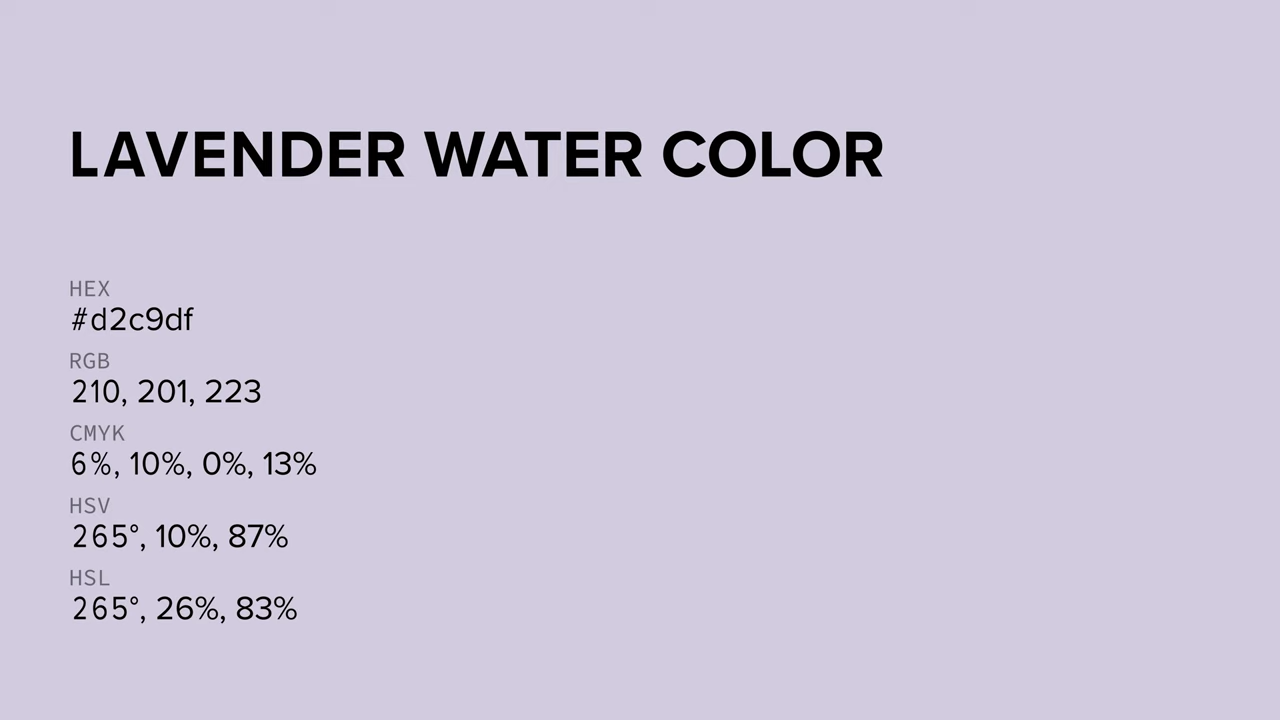 LAVENDER WATER COLOR
HEX
#d2c9df
RGB
210, 201, 223
CMYK
6%, 10%, 0%, 13%
HSV
265°, 10%, 87%
HSL
265°, 26%, 83%